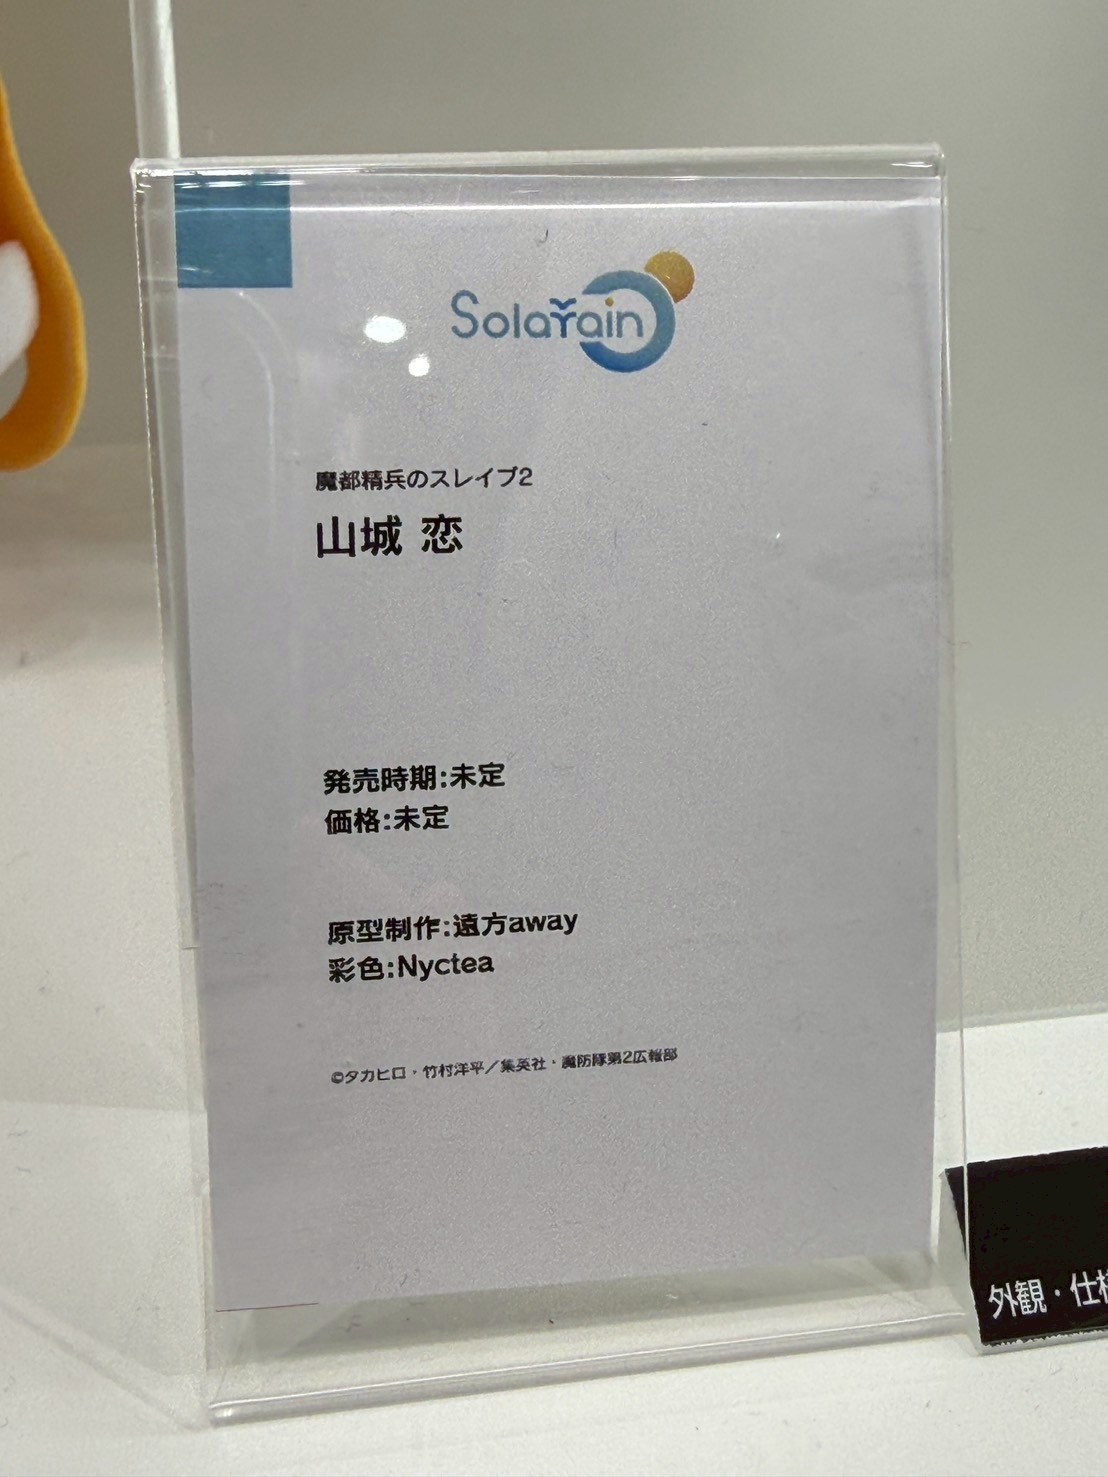 Solarain
魔都精兵のスレイブ2
山城 恋
発売時期:未定
価格:未定
原型制作:遠方away
彩色:Nyctea
©タカヒロ・竹村洋平／集英社・魔防隊第2広報部
外観・仕様